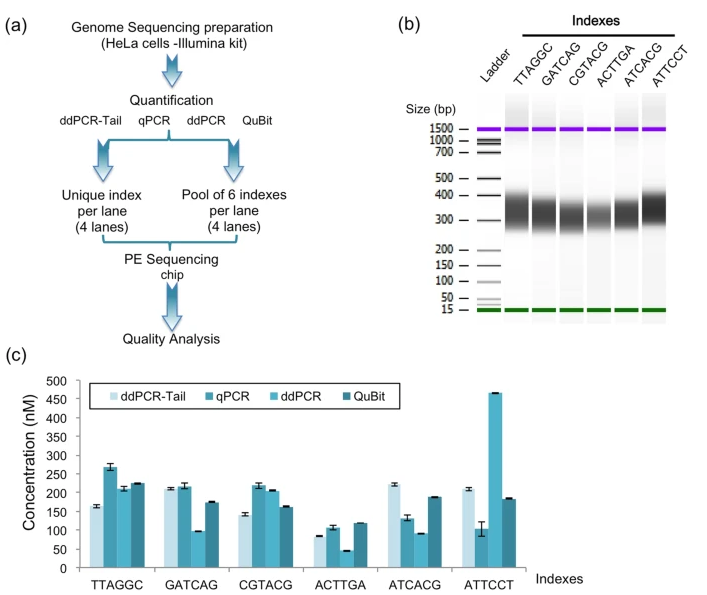 (a)
Genome Sequencing preparation
(HeLa cells -Illumina kit)
Quantification
ddPCR-Tail qPCR ddPCR QuBit
Unique index
per lane
(4 lanes)
Pool of 6 indexes
per lane
(4 lanes)
PE Sequencing
chip
Quality Analysis
(b)
Indexes
Ladder TTAGGC GATCAG CGTACG ACTTGA ATCACG ATTCCT
Size (bp)
1500
1000
700
500
400
300
200
150
100
50
15
(c)
Concentration (nM)
500
450
400
350
300
250
200
150
100
50
0
ddPCR-Tail qPCR ddPCR QuBit
TTAGGC GATCAG CGTACG ACTTGA ATCACG ATTCCT Indexes